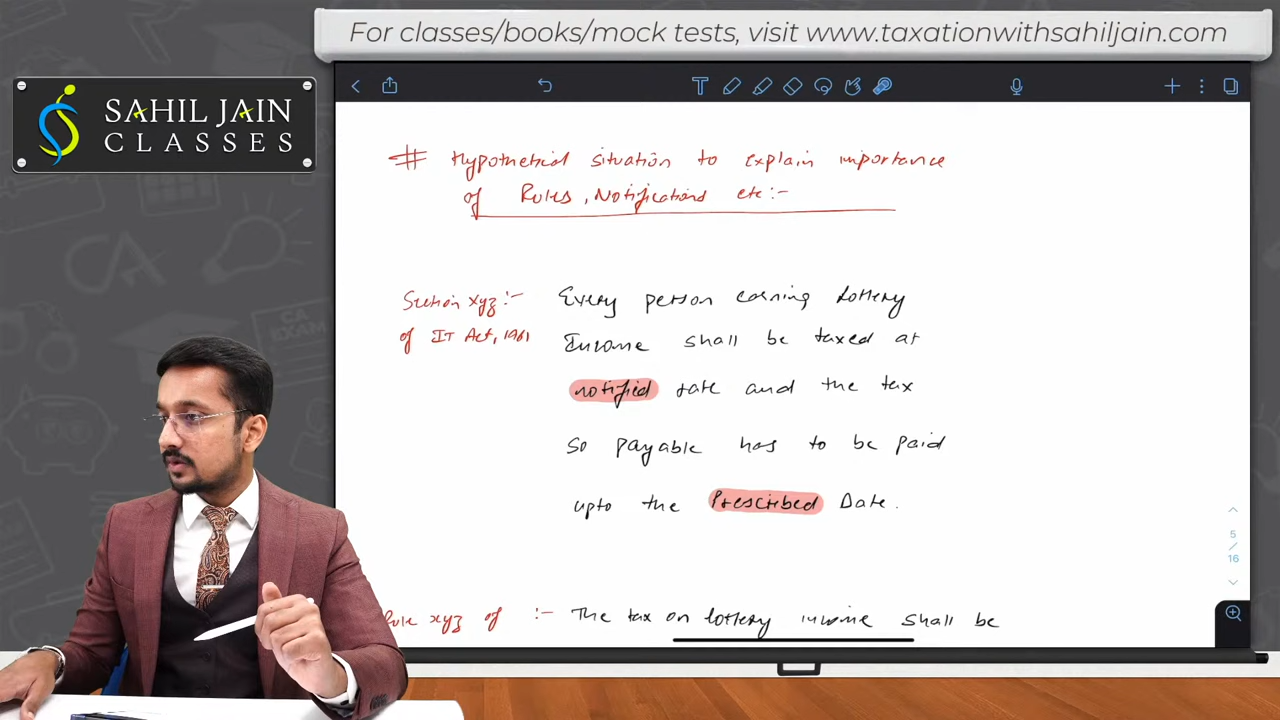 For classes/books/mock tests, visit www.taxationwithsahiljain.com
SAHIL JAIN
CLASSES
# Hypothetical situation to explain importance
of Rules, Notifications etc:-
Section xyz :-
of IT Act, 1961
Every person earning Lottery
Income shall be taxed at
notified rate and the tax
so payable has to be paid
upto the Prescribed Date.
5
/
16
Rule xyz of :- The tax on lottery income shall be